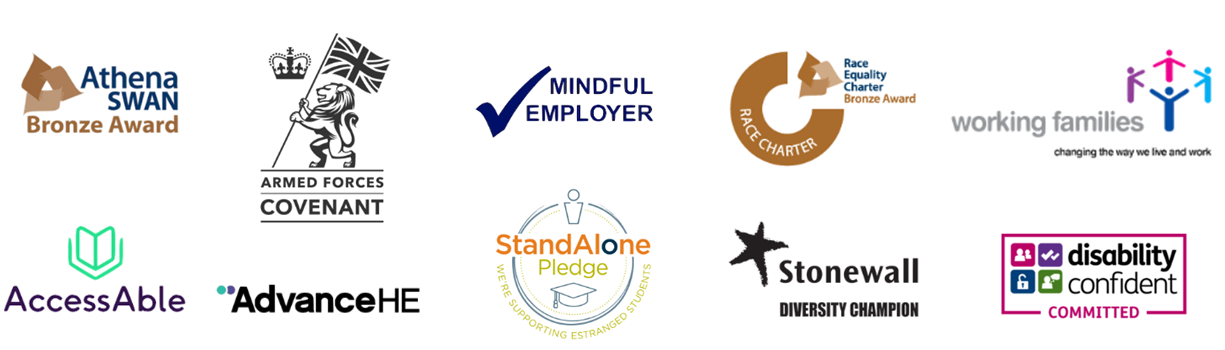 Athena
SWAN
Bronze Award
ARMED FORCES
COVENANT
MINDFUL
EMPLOYER
RACE CHARTER
Race
Equality
Charter
Bronze Award
working families
changing the way we live and work
AccessAble
AdvanceHE
StandAlone
Pledge
WE'RE SUPPORTING ESTRANGED STUDENTS
Stonewall
DIVERSITY CHAMPION
disability
confident
COMMITTED